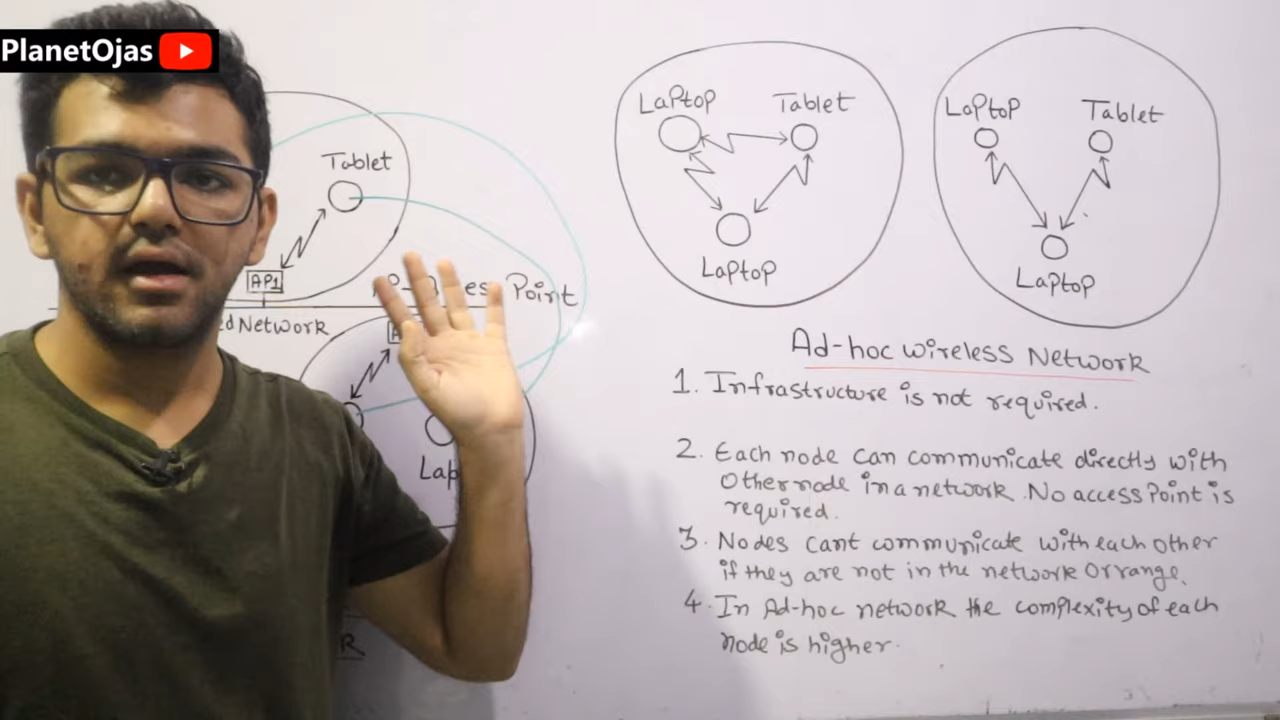 PlanetOjas
Tablet
AP1
Point
Network
Laptop
Tablet
Laptop
Laptop
Tablet
Laptop
Ad-hoc wireless Network
1. Infrastructure is not required.
2. Each node can communicate directly with
Other node in a network. No access Point is
required.
3. Nodes cant communicate with each other
if they are not in the network Or range.
4. In Ad-hoc network the complexity of each
node is higher.